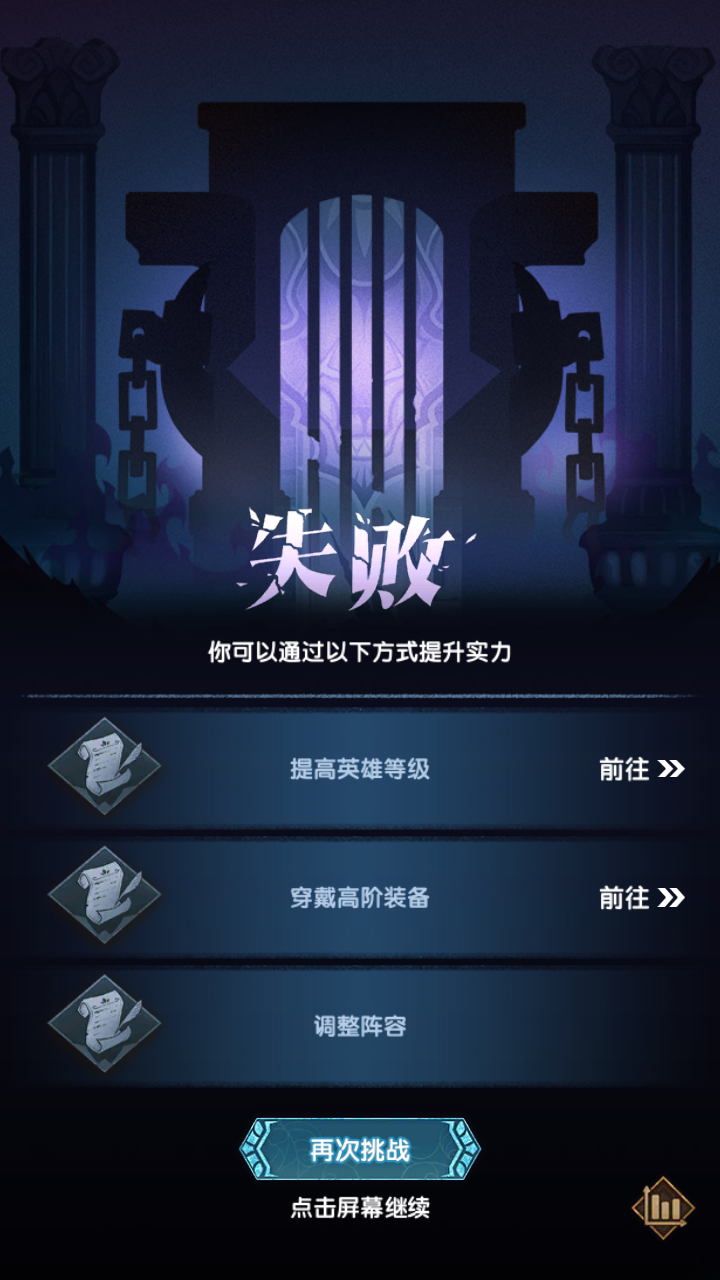 失败
你可以通过以下方式提升实力
提高英雄等级
前往
穿戴高阶装备
前往
调整阵容
再次挑战
点击屏幕继续